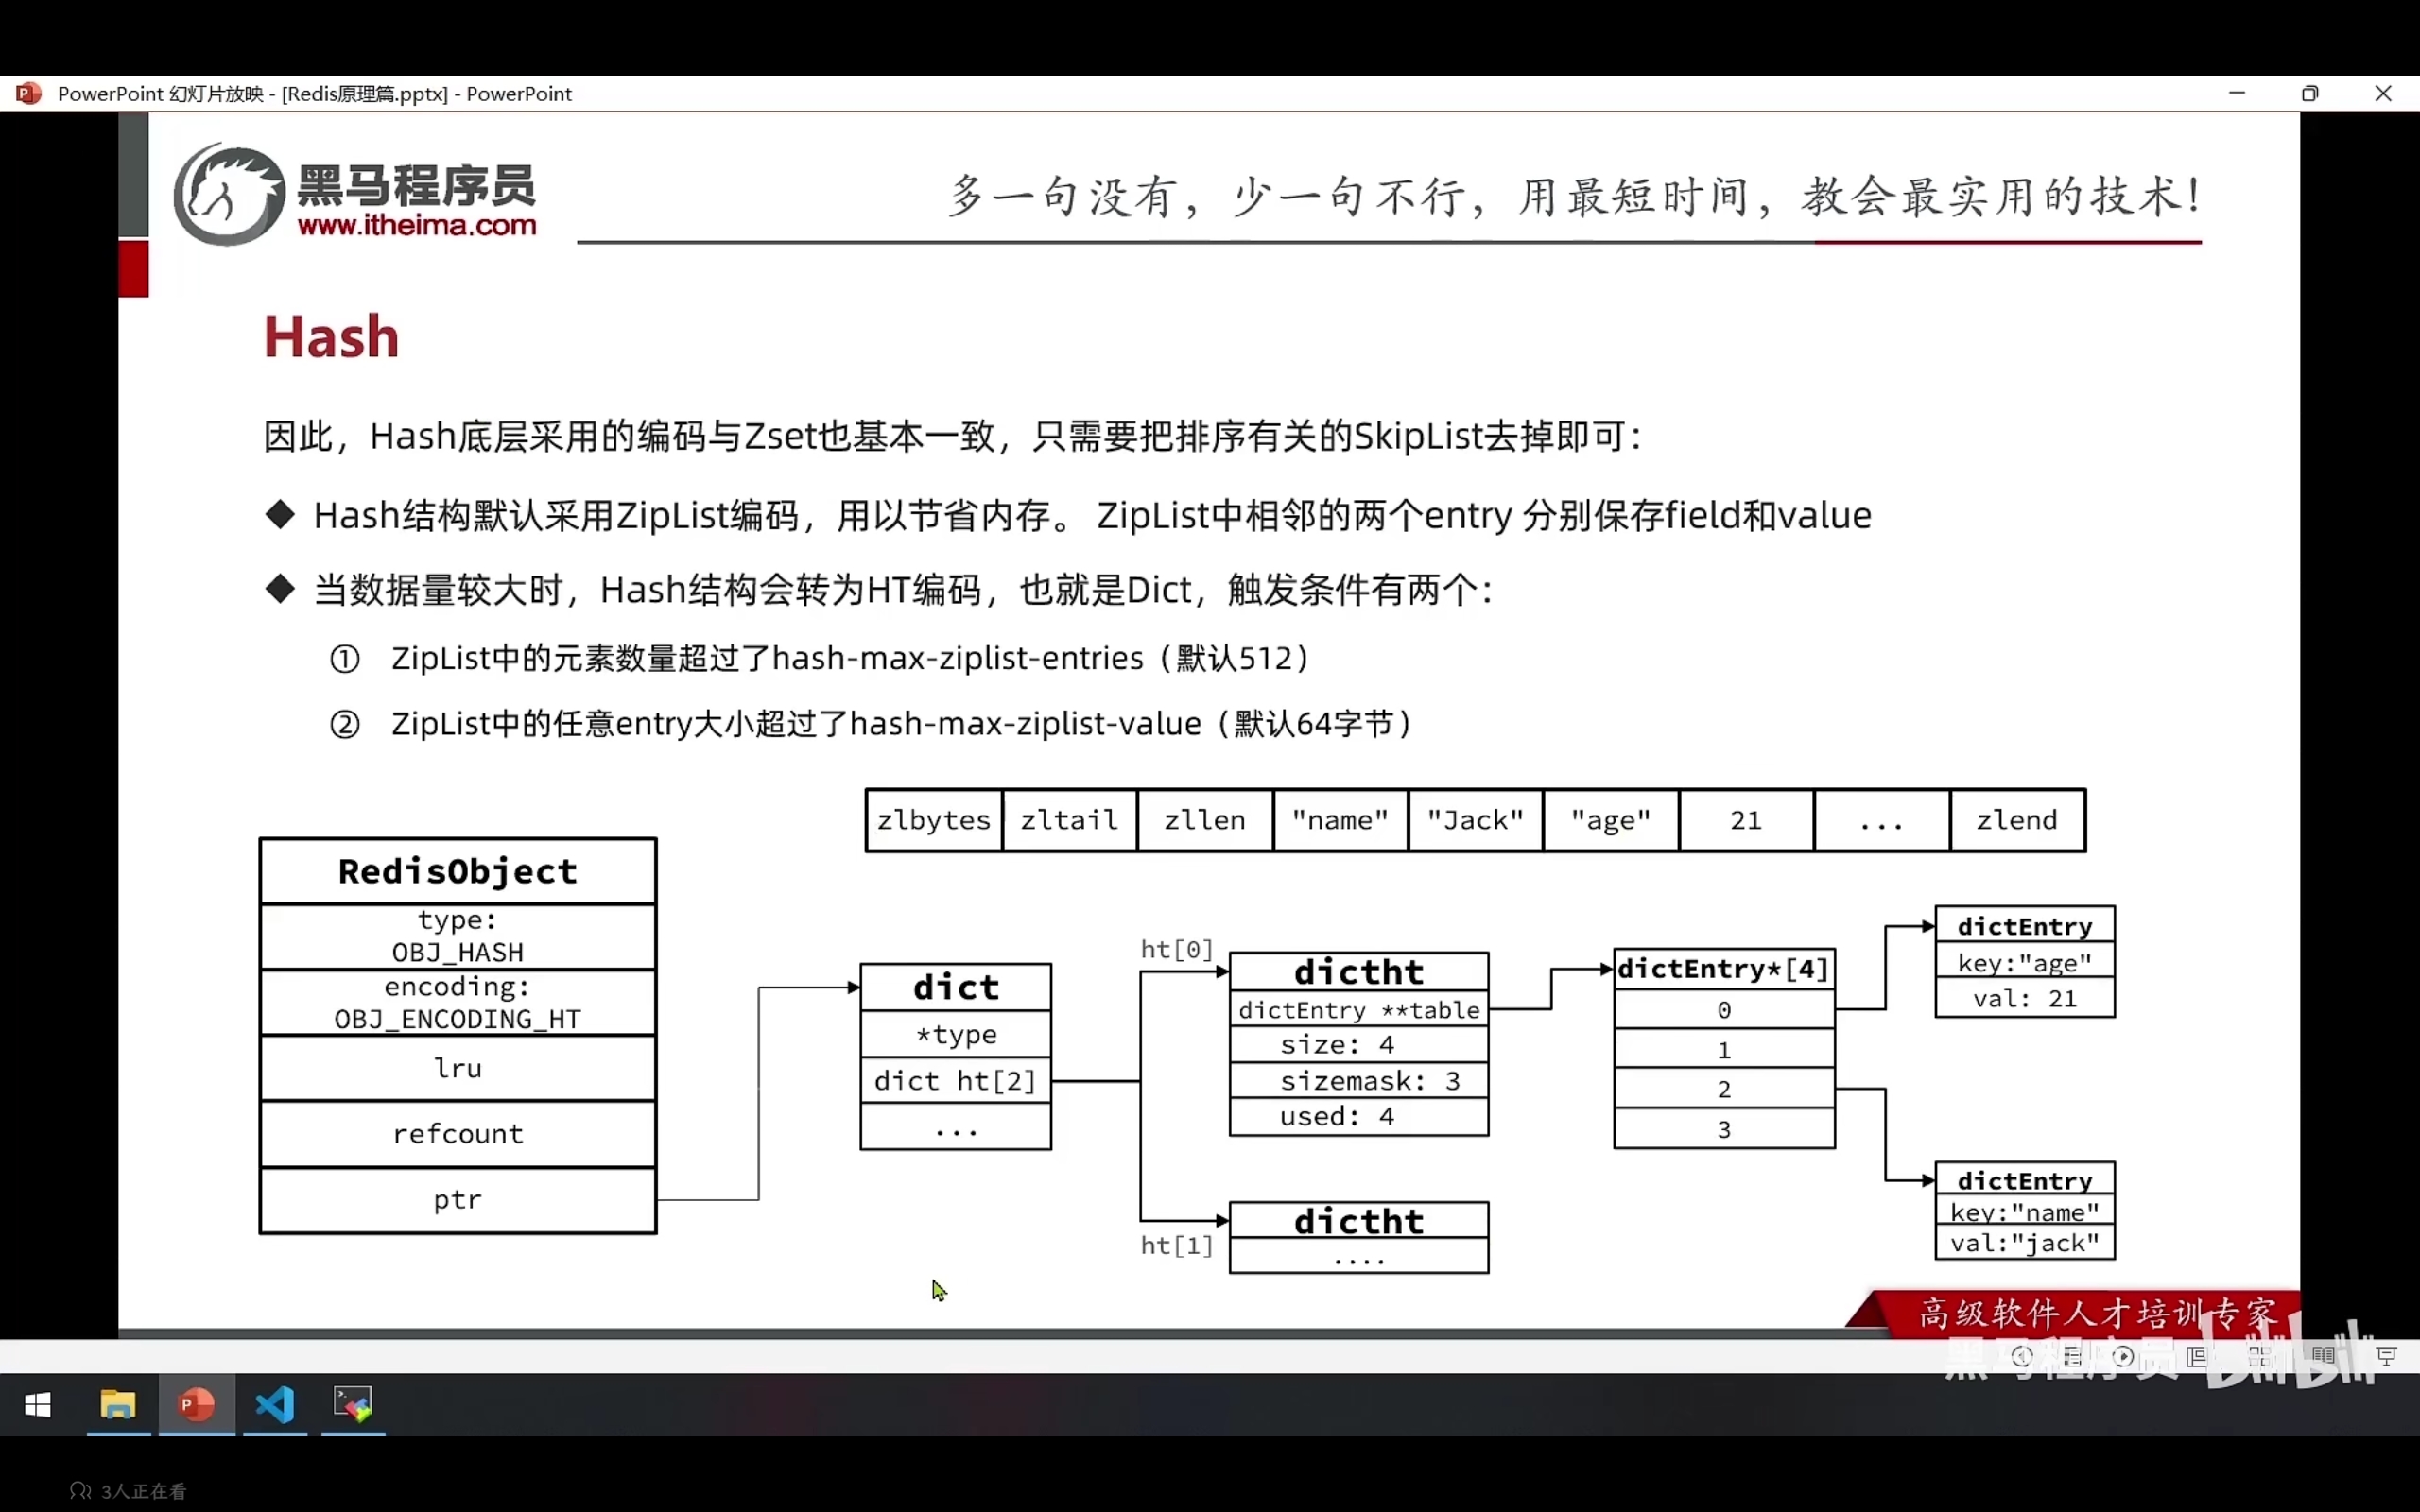 PowerPoint 幻灯片放映 - [Redis原理篇.pptx] - PowerPoint
黑马程序员
www.itheima.com
多一句没有，少一句不行，用最短时间，教会最实用的技术！
Hash
因此，Hash底层采用的编码与Zset也基本一致，只需要把排序有关的SkipList去掉即可：
◆ Hash结构默认采用ZipList编码，用以节省内存。 ZipList中相邻的两个entry 分别保存field和value
◆ 当数据量较大时，Hash结构会转为HT编码，也就是Dict，触发条件有两个：
① ZipList中的元素数量超过了hash-max-ziplist-entries（默认512）
② ZipList中的任意entry大小超过了hash-max-ziplist-value（默认64字节）
zlbytes zltail zllen "name" "Jack" "age" 21 ... zlend
RedisObject
type:
OBJ_HASH
encoding:
OBJ_ENCODING_HT
lru
refcount
ptr
dict
*type
dict ht[2]
...
ht[0]
dictht
dictEntry **table
size: 4
sizemask: 3
used: 4
ht[1]
dictht
....
dictEntry*[4]
0
1
2
3
dictEntry
key:"age"
val: 21
dictEntry
key:"name"
val:"jack"
高级软件人才培训专家
黑马程序员 bilibili
3人正在看